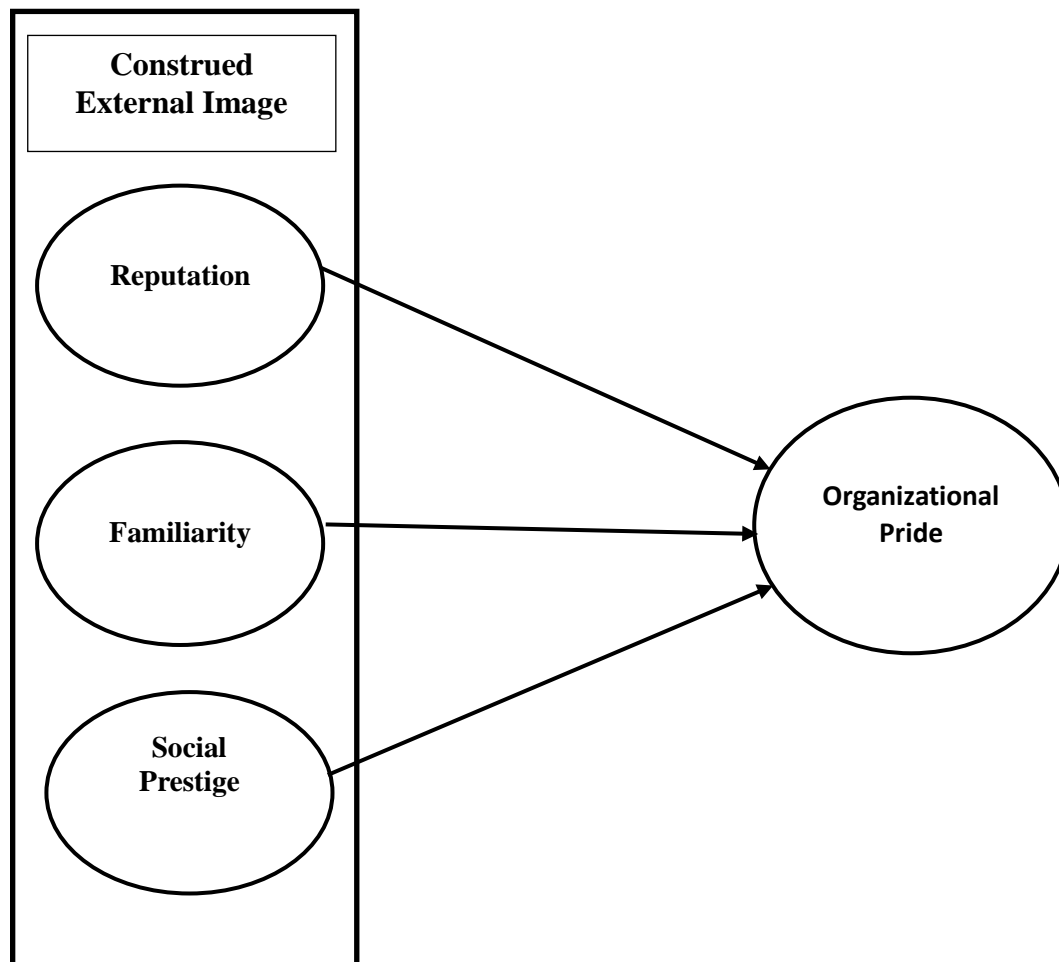 Construed
External Image
Reputation
Familiarity
Social
Prestige
Organizational
Pride